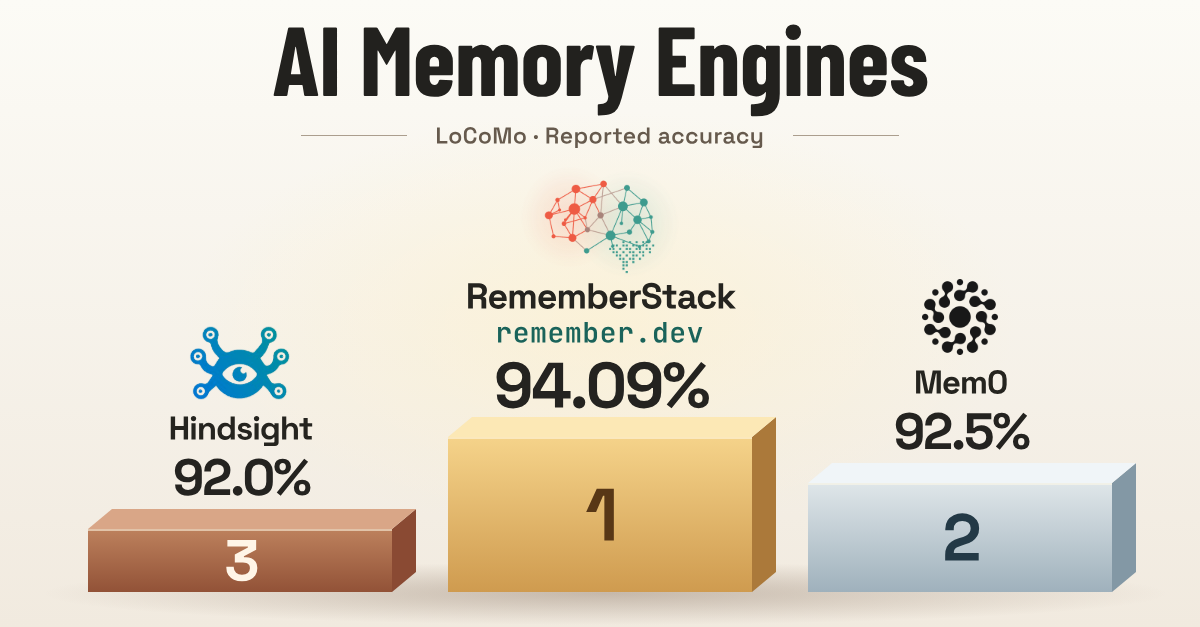 AI Memory Engines
LoCoMo · Reported accuracy
RememberStack
remember.dev
94.09%
1
Mem0
92.5%
2
Hindsight
92.0%
3